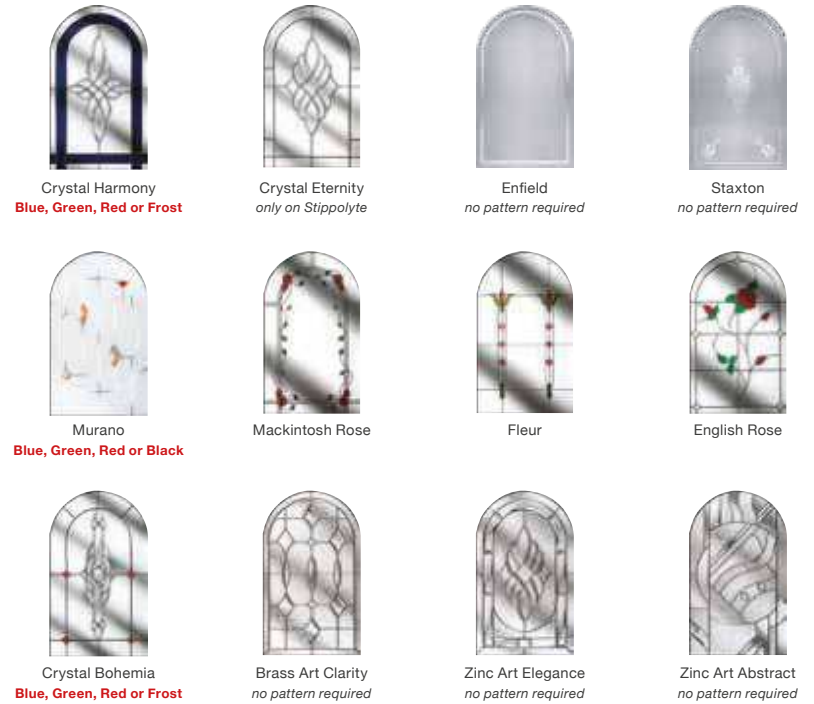 Crystal Harmony
Blue, Green, Red or Frost
Crystal Eternity
only on Stippolyte
Enfield
no pattern required
Staxton
no pattern required
Murano
Blue, Green, Red or Black
Mackintosh Rose
Fleur
English Rose
Crystal Bohemia
Blue, Green, Red or Frost
Brass Art Clarity
no pattern required
Zinc Art Elegance
no pattern required
Zinc Art Abstract
no pattern required